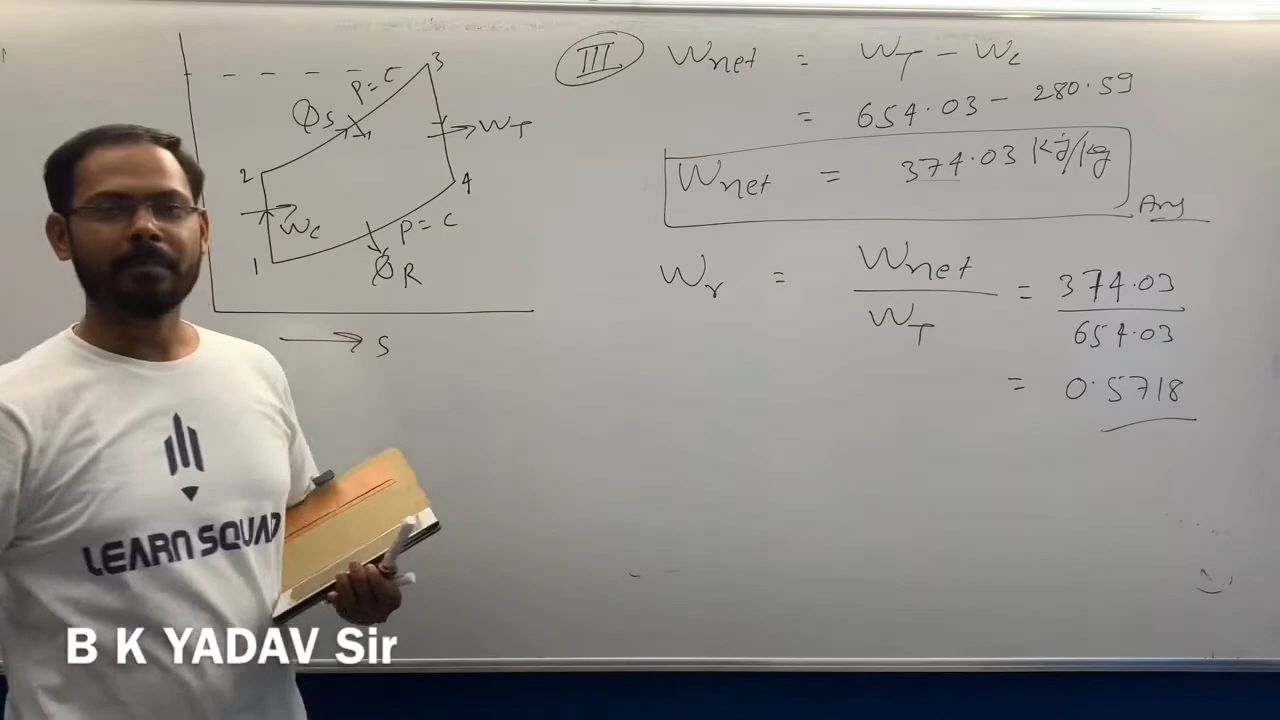 3
P = C
Qs
WT
2
4
Wc
P = C
1
QR
S
III Wnet = WT - Wc
= 654.03 - 280.59
Wnet = 374.03 KJ/kg
Ans
Wr = Wnet / WT = 374.03 / 654.03
= 0.5718
LEARN SQUAD
B K YADAV Sir